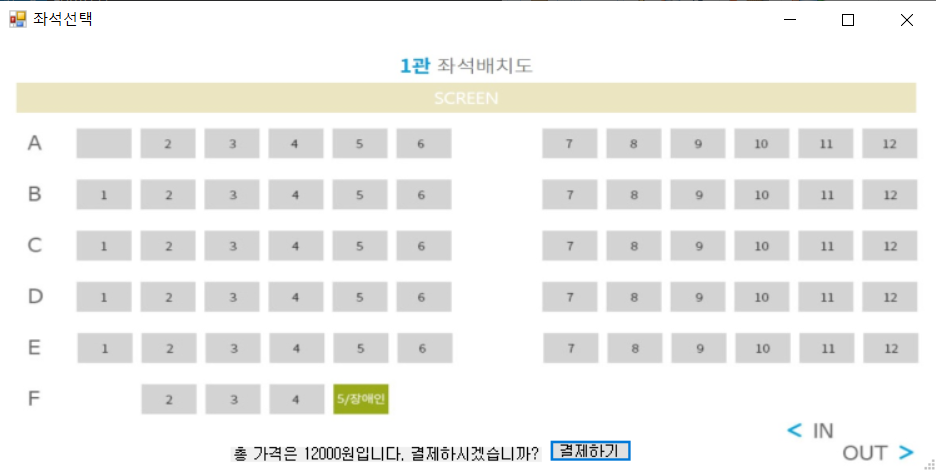 좌석선택
1관 좌석배치도
SCREEN
A 2 3 4 5 6 7 8 9 10 11 12
B 1 2 3 4 5 6 7 8 9 10 11 12
C 1 2 3 4 5 6 7 8 9 10 11 12
D 1 2 3 4 5 6 7 8 9 10 11 12
E 1 2 3 4 5 6 7 8 9 10 11 12
F 2 3 4 5/장애인
< IN
OUT >
총 가격은 12000원입니다, 결제하시겠습니까? 결제하기